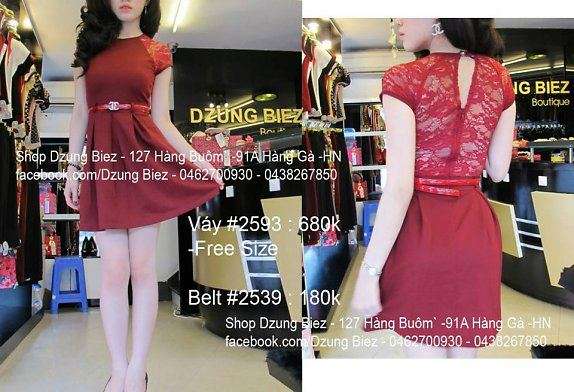 DZUNG BIEZ
Boutique
Shop Dzung Biez - 127 Hàng Buồm` -91A Hàng Gà -HN
facebook.com/Dzung Biez - 0462700930 - 0438267850
Váy #2593 : 680k
-Free Size
Belt #2539 : 180k
DZUNG BIEZ
Boutique
Shop Dzung Biez - 127 Hàng Buôm` -91A Hàng Gà -HN
facebook.com/Dzung Biez - 0462700930 - 0438267850